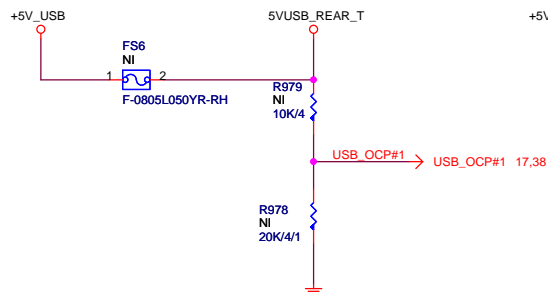 +5V_USB 5VUSB_REAR_T +5V
FS6
NI
1 2
F-0805L050YR-RH
R979
NI
10K/4
USB_OCP#1 USB_OCP#1 17,38
R978
NI
20K/4/1